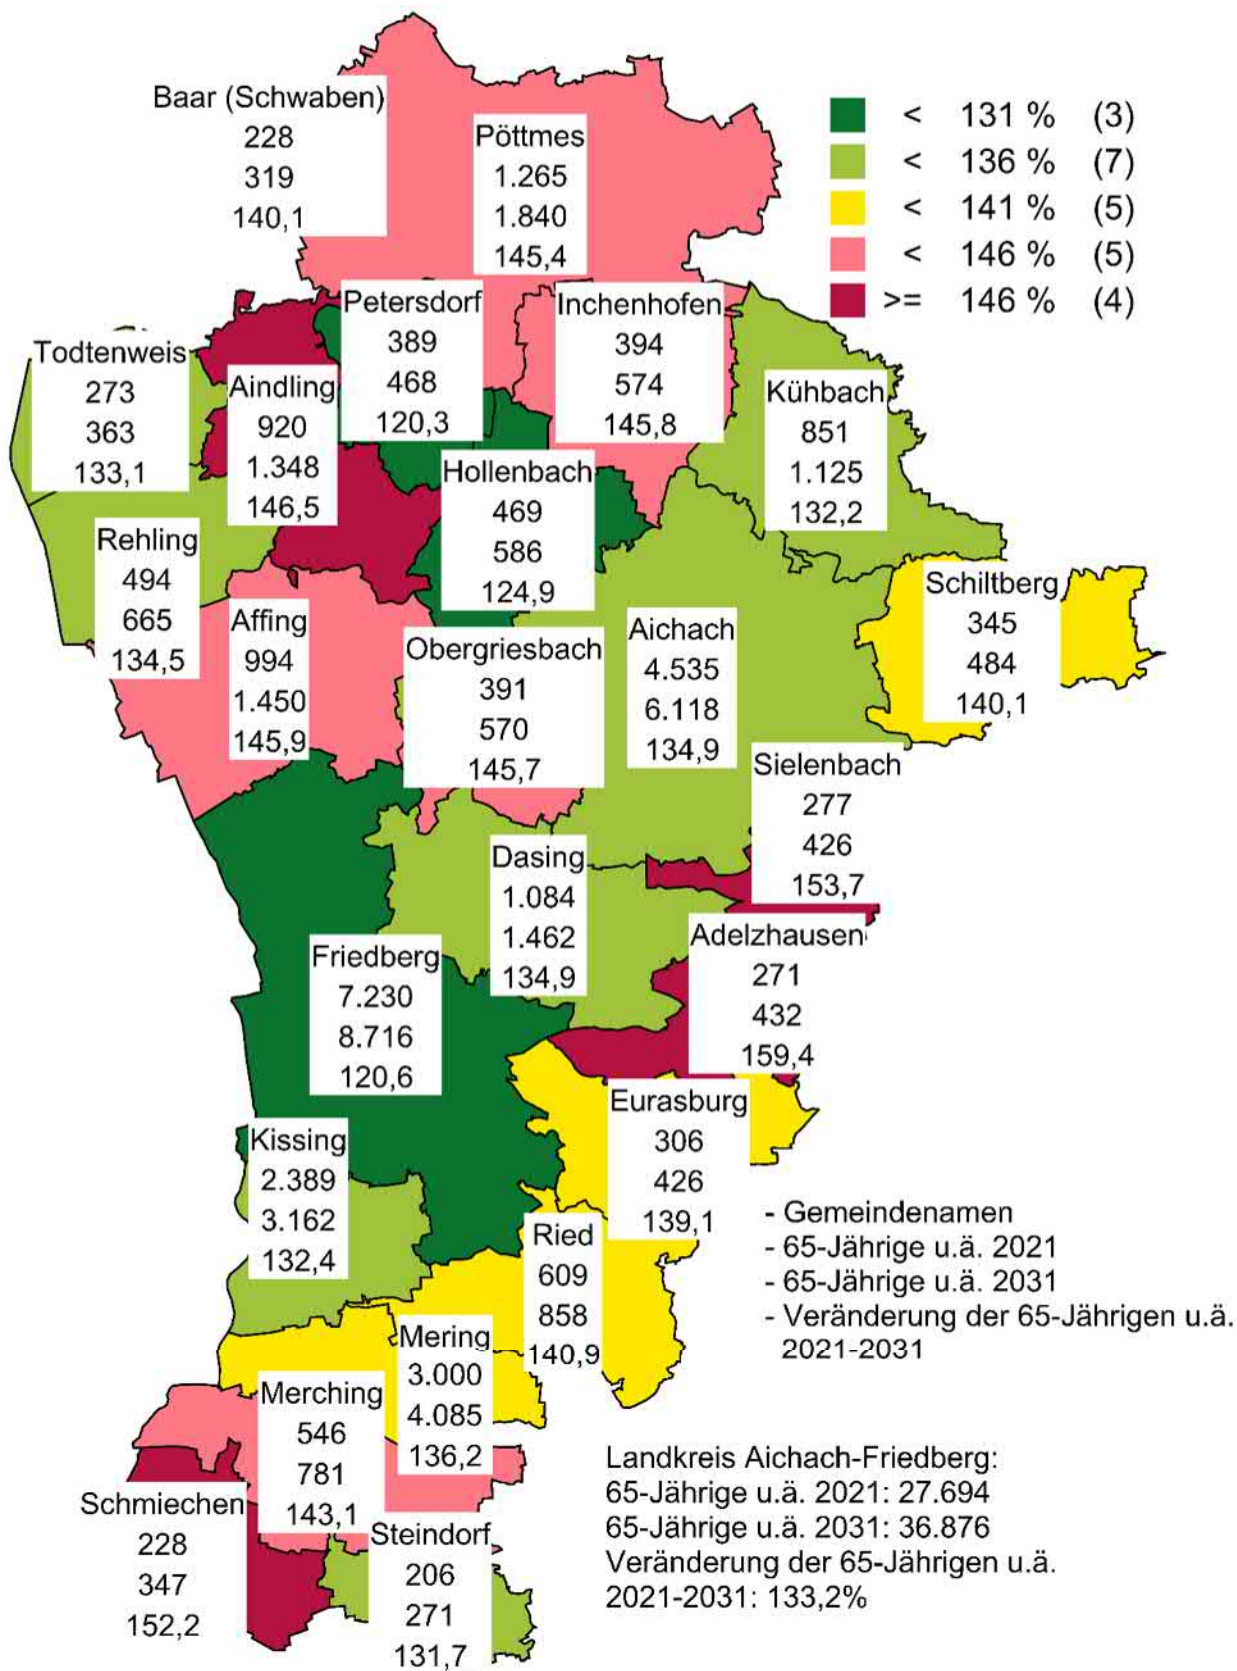 Baar (Schwaben)
228
319
140,1
Pöttmes
1.265
1.840
145,4
< 131 % (3)
< 136 % (7)
< 141 % (5)
< 146 % (5)
>= 146 % (4)
Petersdorf
389
468
120,3
Inchenhofen
394
574
145,8
Todtenweis
273
363
133,1
Aindling
920
1.348
146,5
Kühbach
851
1.125
132,2
Hollenbach
469
586
124,9
Rehling
494
665
134,5
Affing
994
1.450
145,9
Obergriesbach
391
570
145,7
Aichach
4.535
6.118
134,9
Schiltberg
345
484
140,1
Sielenbach
277
426
153,7
Dasing
1.084
1.462
134,9
Adelzhausen
271
432
159,4
Friedberg
7.230
8.716
120,6
Eurasburg
306
426
139,1
Kissing
2.389
3.162
132,4
Ried
609
858
140,9
- Gemeindenamen
- 65-Jährige u.ä. 2021
- 65-Jährige u.ä. 2031
- Veränderung der 65-Jährigen u.ä.
2021-2031
Mering
3.000
4.085
136,2
Merching
546
781
143,1
Schmiechen
228
347
152,2
Steindorf
206
271
131,7
Landkreis Aichach-Friedberg:
65-Jährige u.ä. 2021: 27.694
65-Jährige u.ä. 2031: 36.876
Veränderung der 65-Jährigen u.ä.
2021-2031: 133,2%